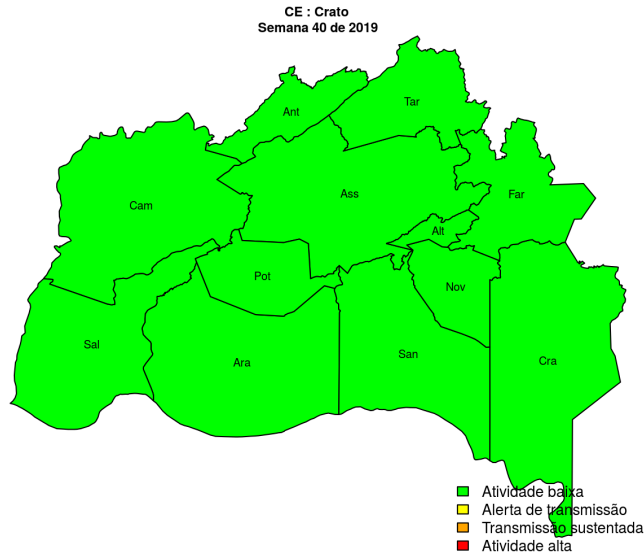 CE : Crato
Semana 40 de 2019
Tar
Ant
Ass
Far
Cam
Alt
Pot
Nov
Sal
San
Cra
Ara
Atividade baixa
Alerta de transmissão
Transmissão sustentada
Atividade alta